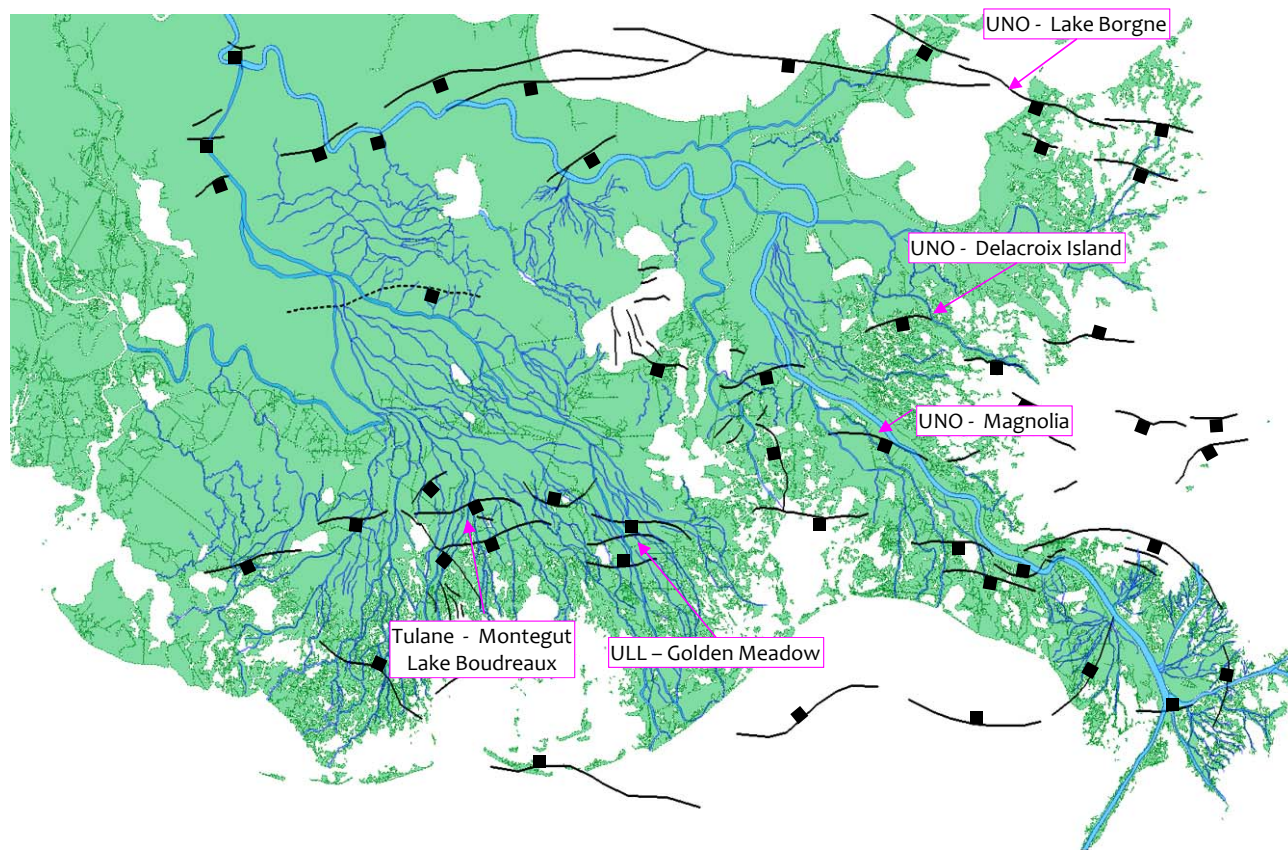 UNO - Lake Borgne
UNO - Delacroix Island
UNO - Magnolia
Tulane - Montegut
Lake Boudreaux
ULL – Golden Meadow